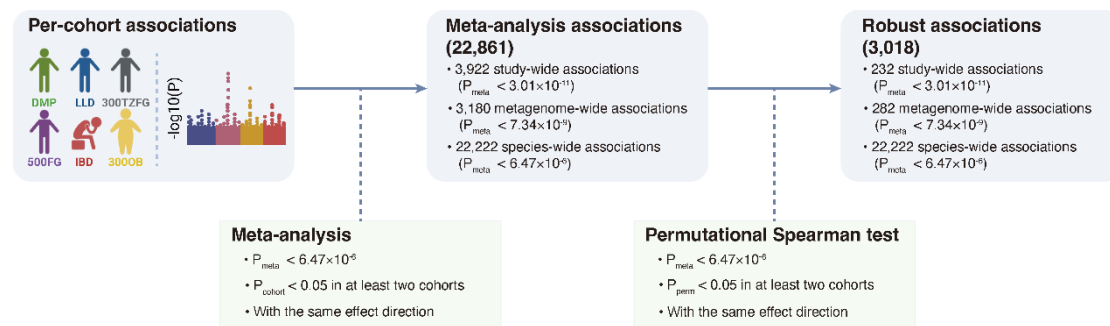 Per-cohort associations
DMP LLD 300TZFG
500FG IBD 300OB
-log10(P)
Meta-analysis associations
(22,861)
• 3,922 study-wide associations
(Pmeta < 3.01×10⁻¹¹)
• 3,180 metagenome-wide associations
(Pmeta < 7.34×10⁻⁹)
• 22,222 species-wide associations
(Pmeta < 6.47×10⁻⁶)
Robust associations
(3,018)
• 232 study-wide associations
(Pmeta < 3.01×10⁻¹¹)
• 282 metagenome-wide associations
(Pmeta < 7.34×10⁻⁹)
• 22,222 species-wide associations
(Pmeta < 6.47×10⁻⁶)
Meta-analysis
• Pmeta < 6.47×10⁻⁶
• Pcohort < 0.05 in at least two cohorts
• With the same effect direction
Permutational Spearman test
• Pmeta < 6.47×10⁻⁶
• Pperm < 0.05 in at least two cohorts
• With the same effect direction